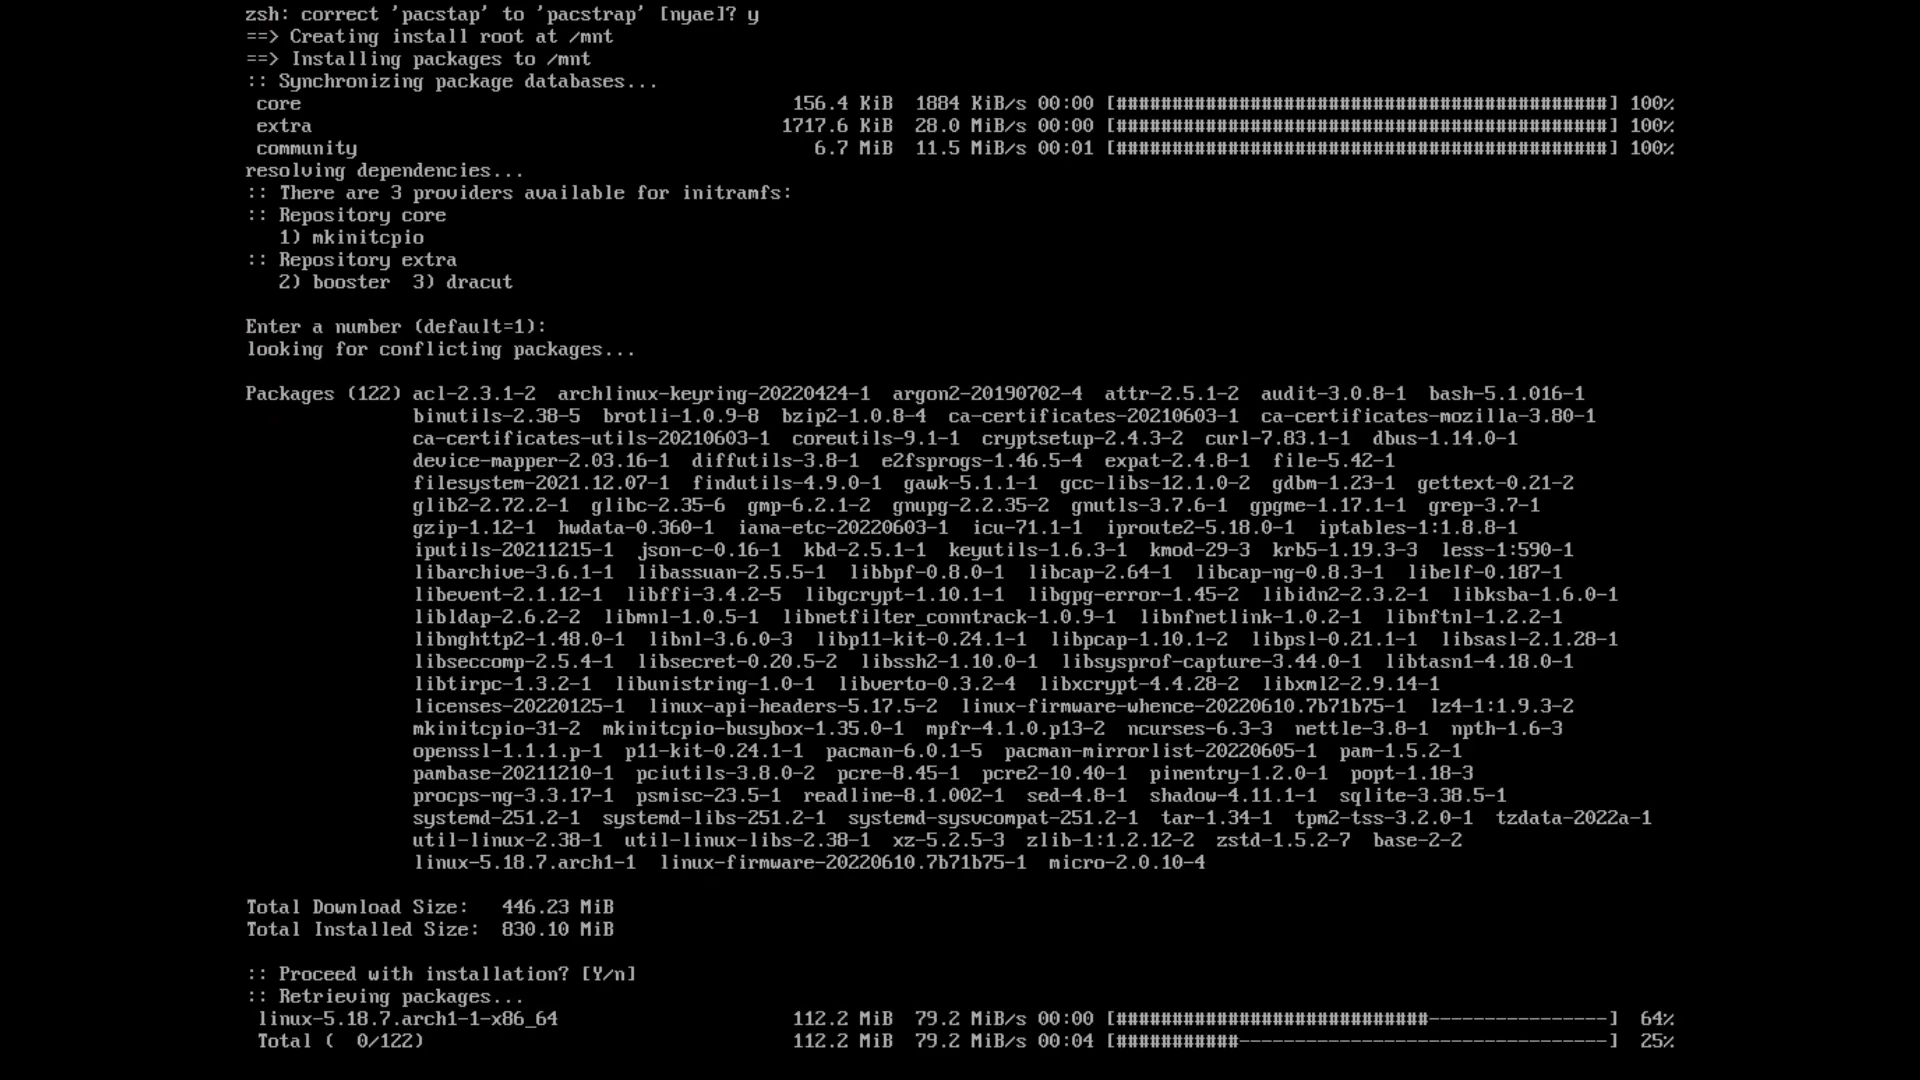 zsh: correct 'pacstap' to 'pacstrap' [nyae]? y
==> Creating install root at /mnt
==> Installing packages to /mnt
:: Synchronizing package databases...
core 156.4 KiB 1884 KiB/s 00:00 [############################################] 100%
extra 1717.6 KiB 28.0 MiB/s 00:00 [############################################] 100%
community 6.7 MiB 11.5 MiB/s 00:01 [############################################] 100%
resolving dependencies...
:: There are 3 providers available for initramfs:
:: Repository core
1) mkinitcpio
:: Repository extra
2) booster 3) dracut
Enter a number (default=1):
looking for conflicting packages...
Packages (122) acl-2.3.1-2 archlinux-keyring-20220424-1 argon2-20190702-4 attr-2.5.1-2 audit-3.0.8-1 bash-5.1.016-1
binutils-2.38-5 brotli-1.0.9-8 bzip2-1.0.8-4 ca-certificates-20210603-1 ca-certificates-mozilla-3.80-1
ca-certificates-utils-20210603-1 coreutils-9.1-1 cryptsetup-2.4.3-2 curl-7.83.1-1 dbus-1.14.0-1
device-mapper-2.03.16-1 diffutils-3.8-1 e2fsprogs-1.46.5-4 expat-2.4.8-1 file-5.42-1
filesystem-2021.12.07-1 findutils-4.9.0-1 gawk-5.1.1-1 gcc-libs-12.1.0-2 gdbm-1.23-1 gettext-0.21-2
glib2-2.72.2-1 glibc-2.35-6 gmp-6.2.1-2 gnupg-2.2.35-2 gnutls-3.7.6-1 gpgme-1.17.1-1 grep-3.7-1
gzip-1.12-1 hwdata-0.360-1 iana-etc-20220603-1 icu-71.1-1 iproute2-5.18.0-1 iptables-1:1.8.8-1
iputils-20211215-1 json-c-0.16-1 kbd-2.5.1-1 keyutils-1.6.3-1 kmod-29-3 krb5-1.19.3-3 less-1:590-1
libarchive-3.6.1-1 libassuan-2.5.5-1 libbpf-0.8.0-1 libcap-2.64-1 libcap-ng-0.8.3-1 libelf-0.187-1
libevent-2.1.12-1 libffi-3.4.2-5 libgcrypt-1.10.1-1 libgpg-error-1.45-2 libidn2-2.3.2-1 libksba-1.6.0-1
libldap-2.6.2-2 libmnl-1.0.5-1 libnetfilter_conntrack-1.0.9-1 libnfnetlink-1.0.2-1 libnftnl-1.2.2-1
libnghttp2-1.48.0-1 libnl-3.6.0-3 libp11-kit-0.24.1-1 libpcap-1.10.1-2 libpsl-0.21.1-1 libsasl-2.1.28-1
libseccomp-2.5.4-1 libsecret-0.20.5-2 libssh2-1.10.0-1 libsysprof-capture-3.44.0-1 libtasn1-4.18.0-1
libtirpc-1.3.2-1 libunistring-1.0-1 libverto-0.3.2-4 libxcrypt-4.4.28-2 libxml2-2.9.14-1
licenses-20220125-1 linux-api-headers-5.17.5-2 linux-firmware-whence-20220610.7b71b75-1 lz4-1:1.9.3-2
mkinitcpio-31-2 mkinitcpio-busybox-1.35.0-1 mpfr-4.1.0.p13-2 ncurses-6.3-3 nettle-3.8-1 npth-1.6-3
openssl-1.1.1.p-1 p11-kit-0.24.1-1 pacman-6.0.1-5 pacman-mirrorlist-20220605-1 pam-1.5.2-1
pambase-20211210-1 pciutils-3.8.0-2 pcre-8.45-1 pcre2-10.40-1 pinentry-1.2.0-1 popt-1.18-3
procps-ng-3.3.17-1 psmisc-23.5-1 readline-8.1.002-1 sed-4.8-1 shadow-4.11.1-1 sqlite-3.38.5-1
systemd-251.2-1 systemd-libs-251.2-1 systemd-sysvcompat-251.2-1 tar-1.34-1 tpm2-tss-3.2.0-1 tzdata-2022a-1
util-linux-2.38-1 util-linux-libs-2.38-1 xz-5.2.5-3 zlib-1:1.2.12-2 zstd-1.5.2-7 base-2-2
linux-5.18.7.arch1-1 linux-firmware-20220610.7b71b75-1 micro-2.0.10-4
Total Download Size: 446.23 MiB
Total Installed Size: 830.10 MiB
:: Proceed with installation? [Y/n]
:: Retrieving packages...
linux-5.18.7.arch1-1-x86_64 112.2 MiB 79.2 MiB/s 00:00 [############################----------------] 64%
Total ( 0/122) 112.2 MiB 79.2 MiB/s 00:04 [###########---------------------------------] 25%